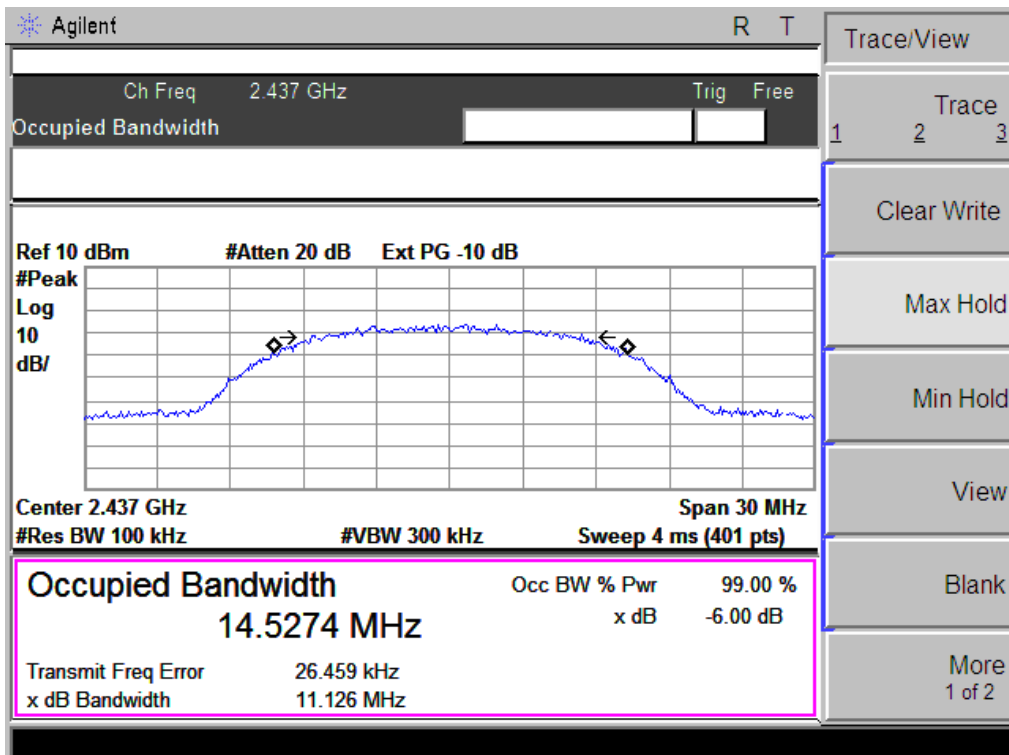 Agilent R T
Trace/View
Ch Freq 2.437 GHz Trig Free
Occupied Bandwidth
Trace
1 2 3
Clear Write
Ref 10 dBm #Atten 20 dB Ext PG -10 dB
#Peak
Log
10
dB/
Max Hold
Min Hold
View
Center 2.437 GHz Span 30 MHz
#Res BW 100 kHz #VBW 300 kHz Sweep 4 ms (401 pts)
Occupied Bandwidth Occ BW % Pwr 99.00 %
14.5274 MHz x dB -6.00 dB
Blank
Transmit Freq Error 26.459 kHz
x dB Bandwidth 11.126 MHz
More
1 of 2